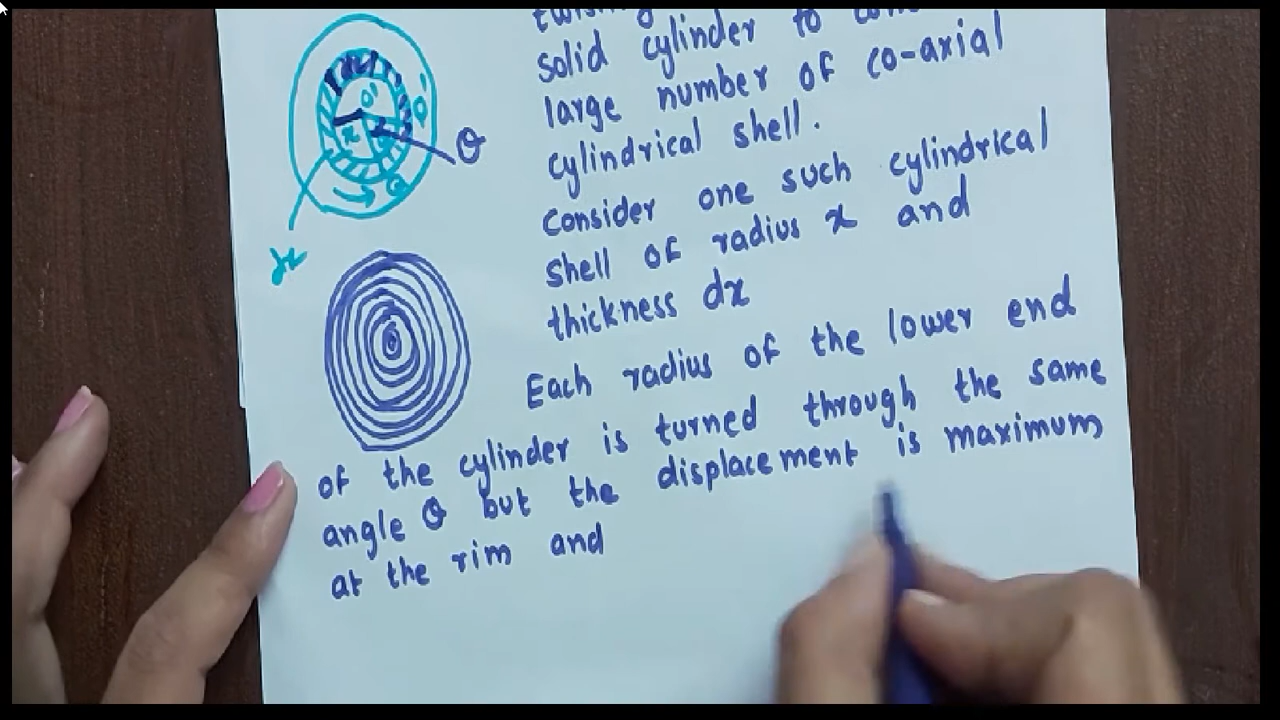 solid cylinder to
large number of co-axial
cylindrical shell.
consider one such cylindrical
shell of radius x and
thickness dx
Each radius of the lower end
of the cylinder is turned through the same
angle θ but the displacement is maximum
at the rim and
O'
x
θ